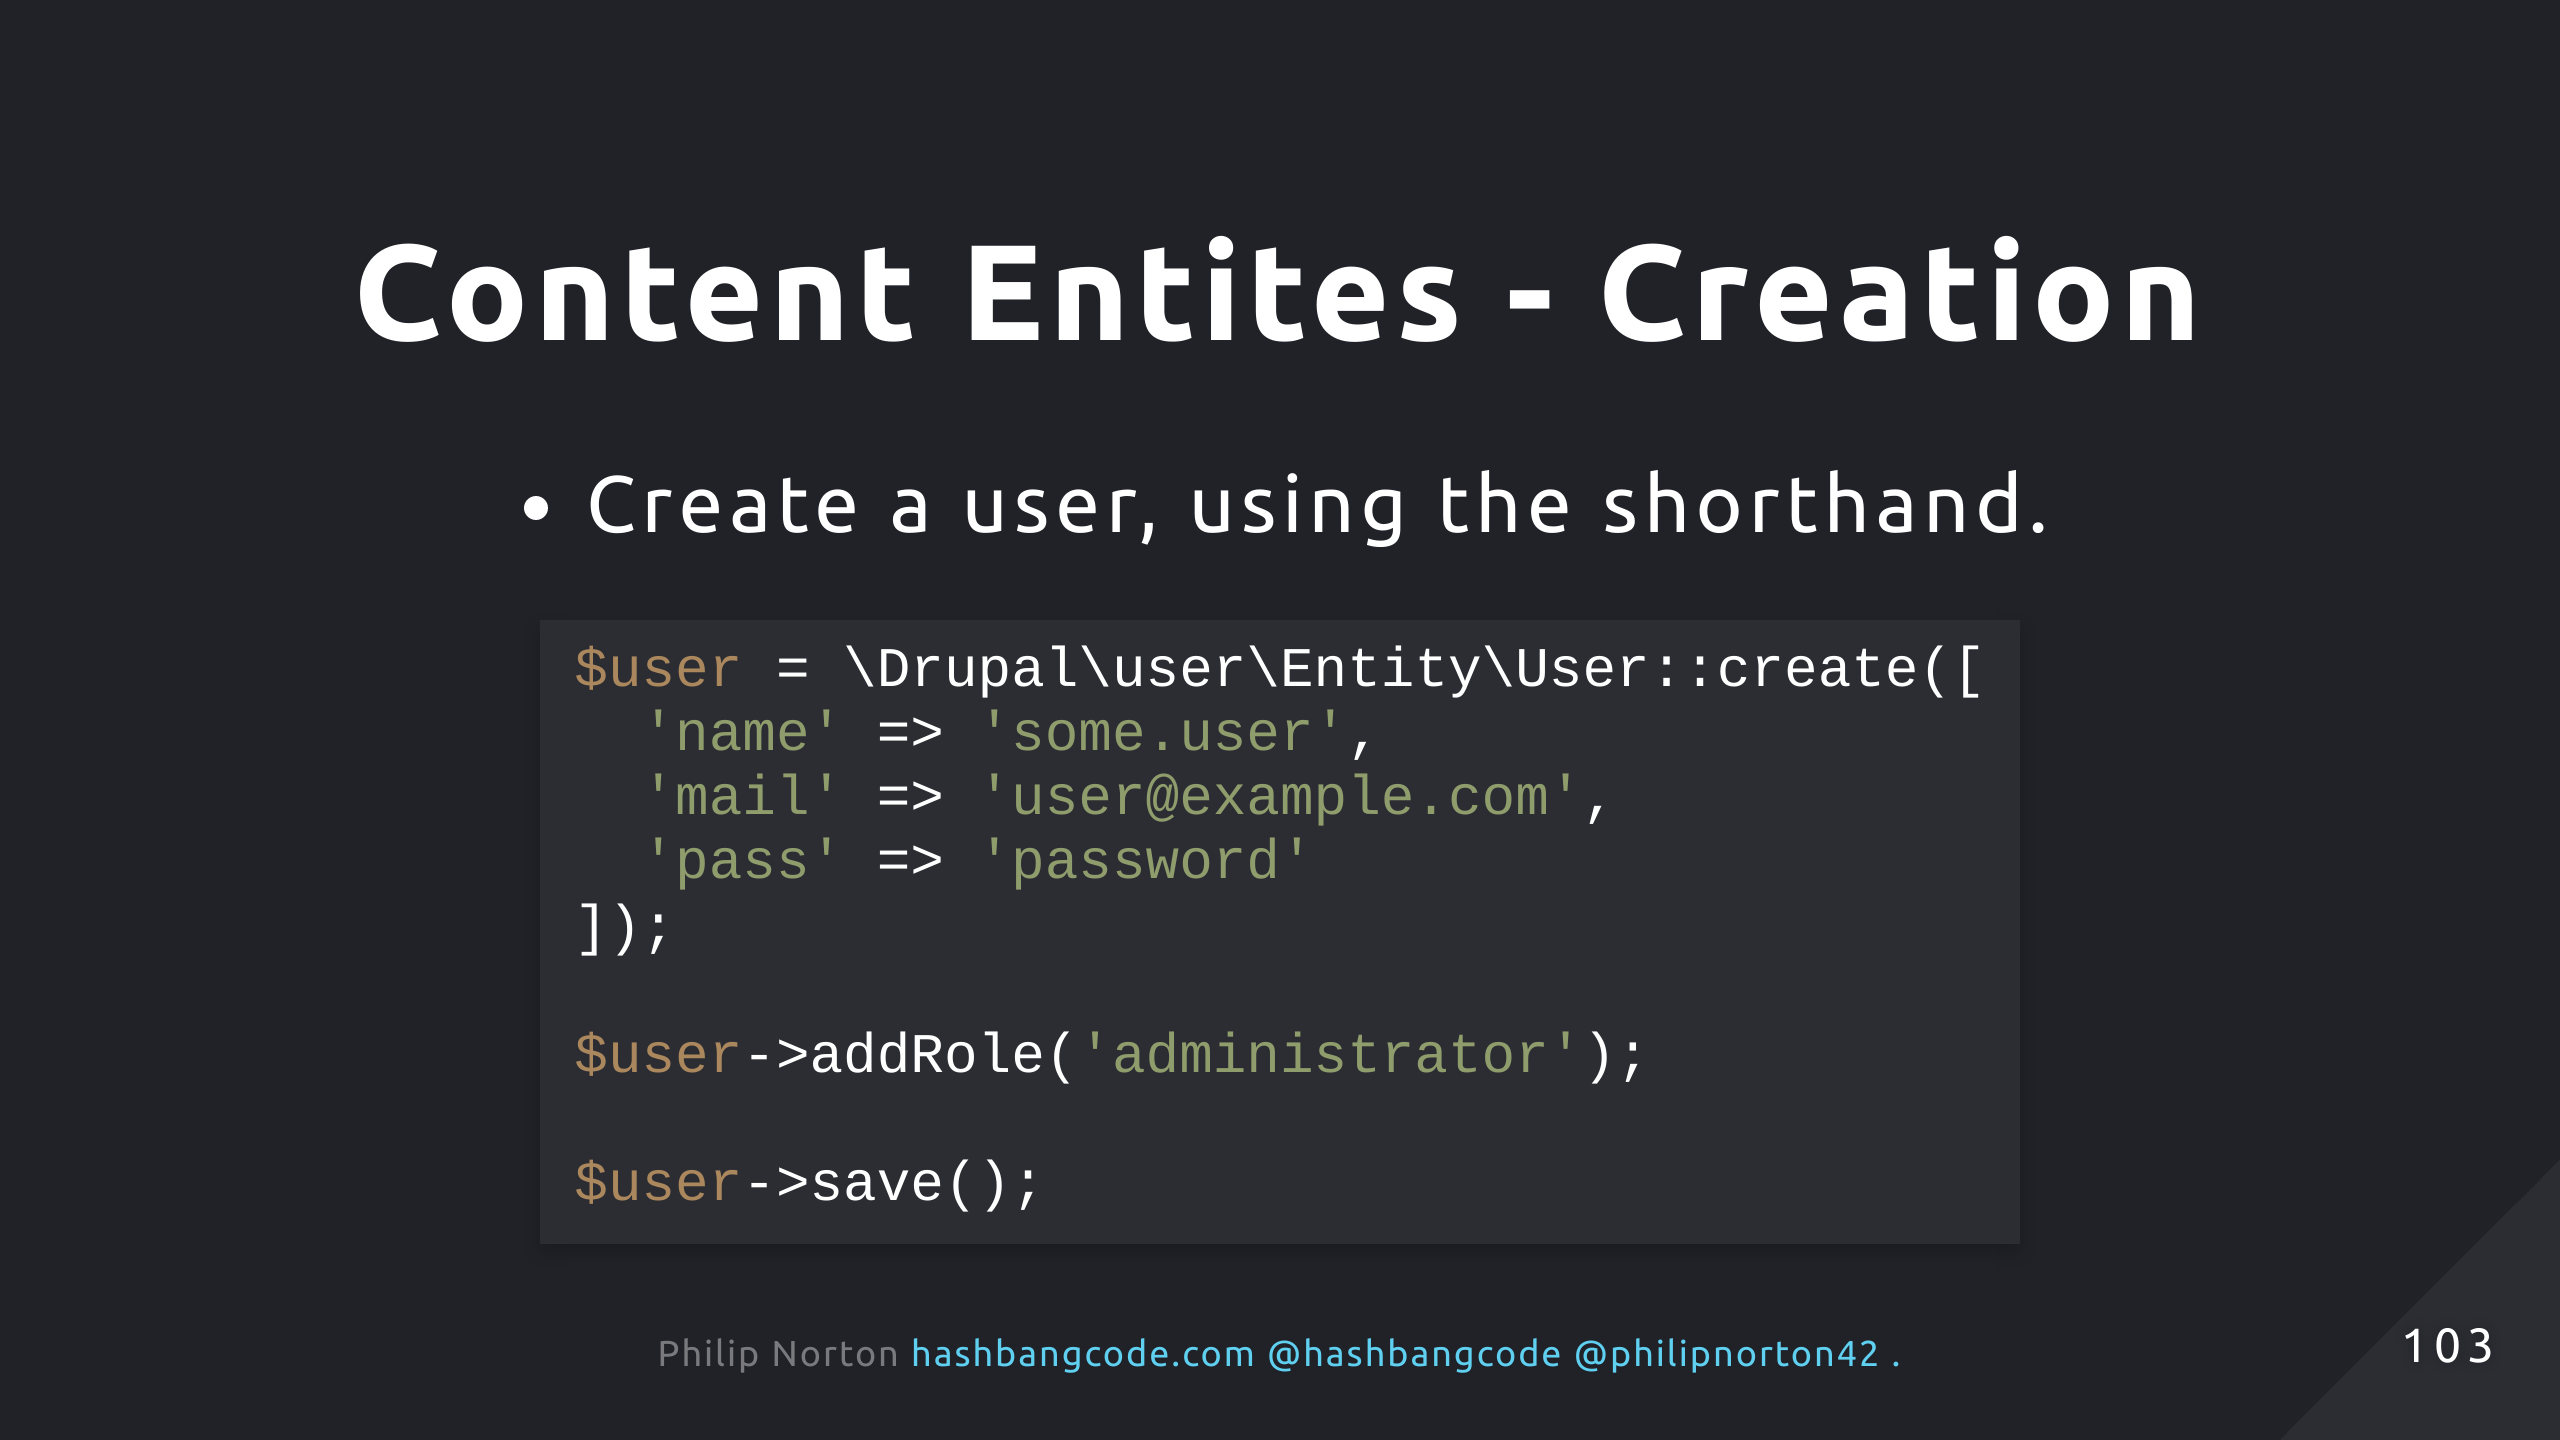 Content Entites - Creation
• Create a user, using the shorthand.
$user = \Drupal\user\Entity\User::create([
  'name' => 'some.user',
  'mail' => 'user@example.com',
  'pass' => 'password'
]);
$user->addRole('administrator');
$user->save();
Philip Norton hashbangcode.com @hashbangcode @philipnorton42 .
103